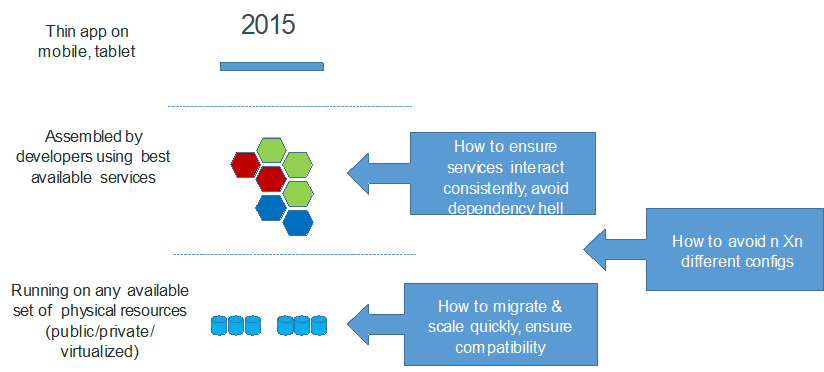 Thin app on
mobile, tablet
2015
Assembled by
developers using best
available services
How to ensure
services interact
consistently, avoid
dependency hell
How to avoid n Xn
different configs
Running on any available
set of physical resources
(public/private/
virtualized)
How to migrate &
scale quickly, ensure
compatibility